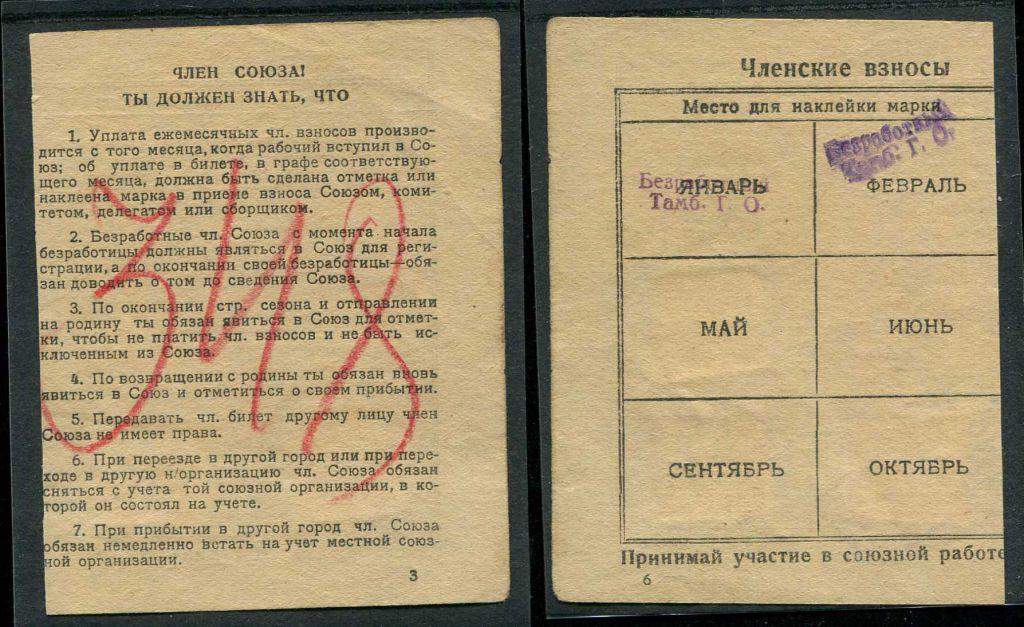 ЧЛЕН СОЮЗА!
ТЫ ДОЛЖЕН ЗНАТЬ, ЧТО
1. Уплата ежемесячных чл. взносов произво-
дится с того месяца, когда рабочий вступил в Со-
юз; об уплате в билете, в графе соответствую-
щего месяца, должна быть сделана отметка или
наклеена марка в приеме взноса Союзом, коми-
тетом, делегатом или сборщиком.
2. Безработные чл. Союза с момента начала
безработицы должны являться в Союз для реги-
страции, а по окончании своей безработицы—обя-
зан доводить о том до сведения Союза.
3. По окончании стр. сезона и отправлении
на родину ты обязан явиться в Союз для отмет-
ки, чтобы не платить чл. взносов и не быть ис-
ключенным из Союза.
4. По возвращении с родины ты обязан вновь
явиться в Союз и отметиться о своем прибытии.
5. Передавать чл. билет другому лицу член
Союза не имеет права.
6. При переезде в другой город или при пере-
ходе в другую н/организацию чл. Союза обязан
сняться с учета той союзной организации, в ко-
торой он состоял на учете.
7. При прибытии в другой город чл. Союза
обязан немедленно встать на учет местной союз-
ной организации.
3
Членские взносы
Место для наклейки марки
Безработный
Тамб. Г. О.
ЯНВАРЬ
Тамб. Г. О.
ФЕВРАЛЬ
МАЙ
ИЮНЬ
СЕНТЯБРЬ
ОКТЯБРЬ
Принимай участие в союзной работе
6